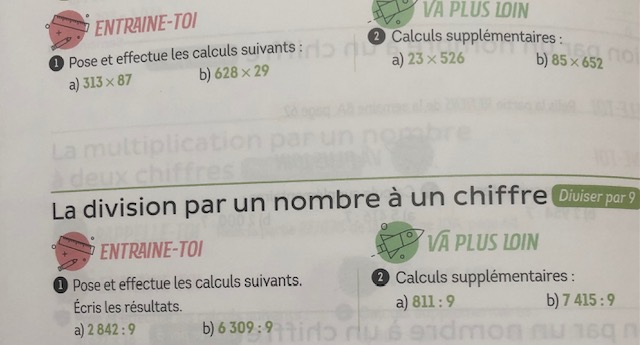 ENTRAINE-TOI
1 Pose et effectue les calculs suivants :
a) 313 × 87 b) 628 × 29
VA PLUS LOIN
2 Calculs supplémentaires :
a) 23 × 526 b) 85 × 652
La multiplication par un nombre
à deux chiffres
La division par un nombre à un chiffre Diviser par 9
ENTRAINE-TOI
1 Pose et effectue les calculs suivants.
Écris les résultats.
a) 2 842 : 9 b) 6 309 : 9
VA PLUS LOIN
2 Calculs supplémentaires :
a) 811 : 9 b) 7 415 : 9